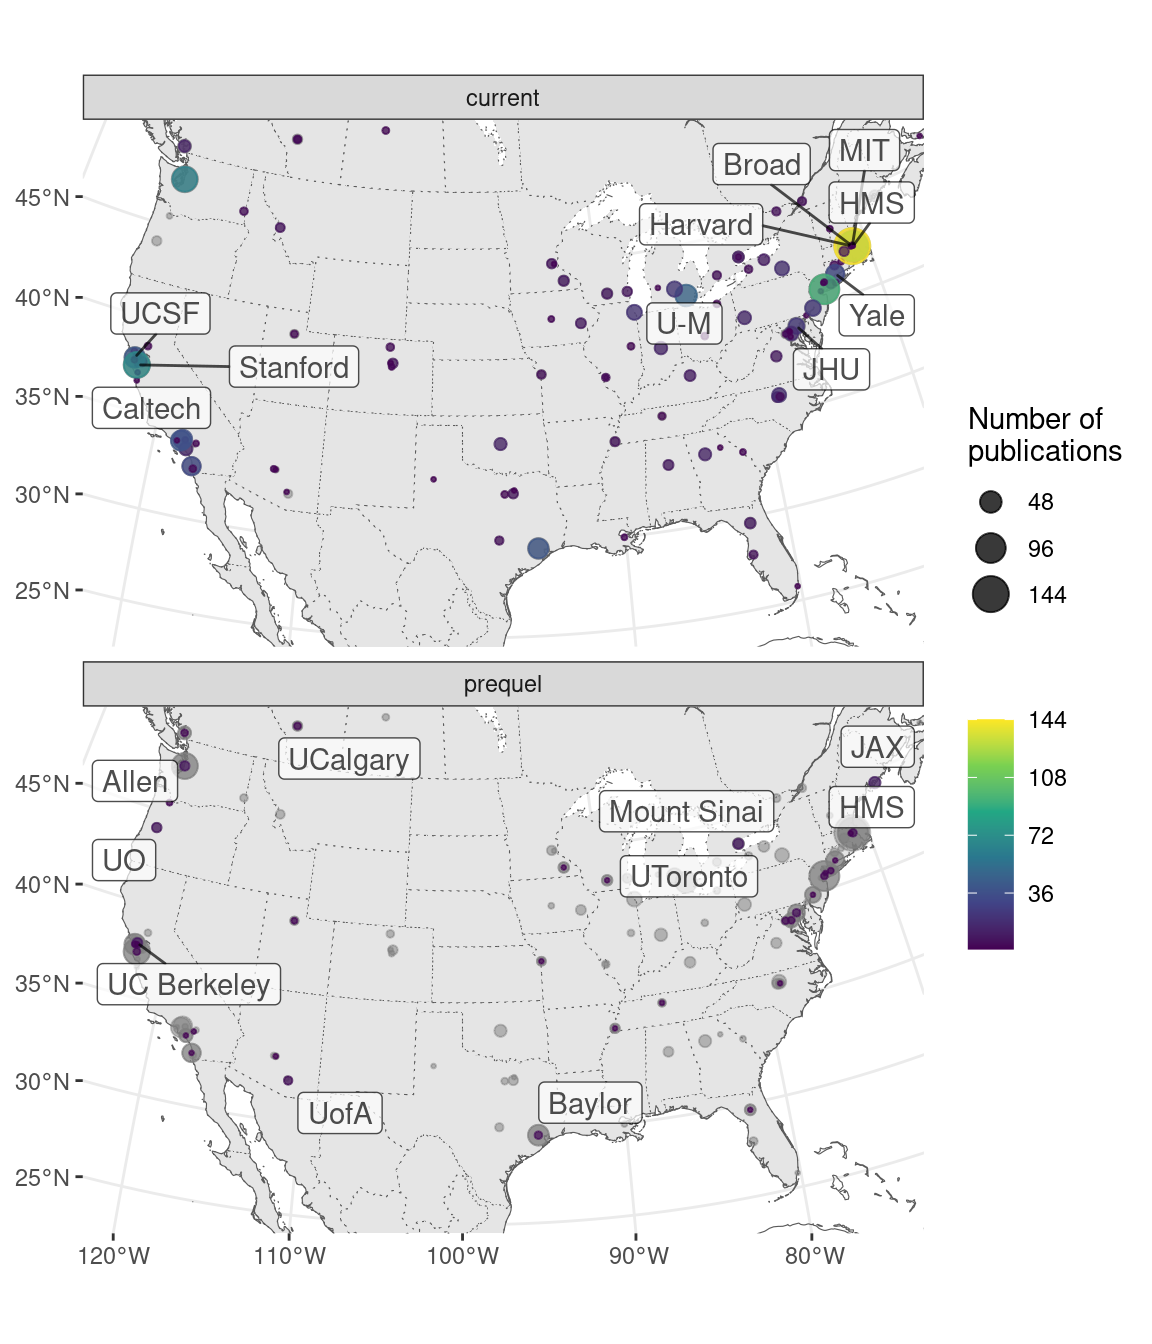 current
45°N
40°N
35°N
30°N
25°N
Broad
MIT
HMS
Harvard
UCSF
U-M
Yale
Stanford
JHU
Caltech
Number of
publications
48
96
144
prequel
45°N
40°N
35°N
30°N
25°N
JAX
UCalgary
Allen
Mount Sinai
HMS
UO
UToronto
UC Berkeley
UofA
Baylor
144
108
72
36
120°W
110°W
100°W
90°W
80°W